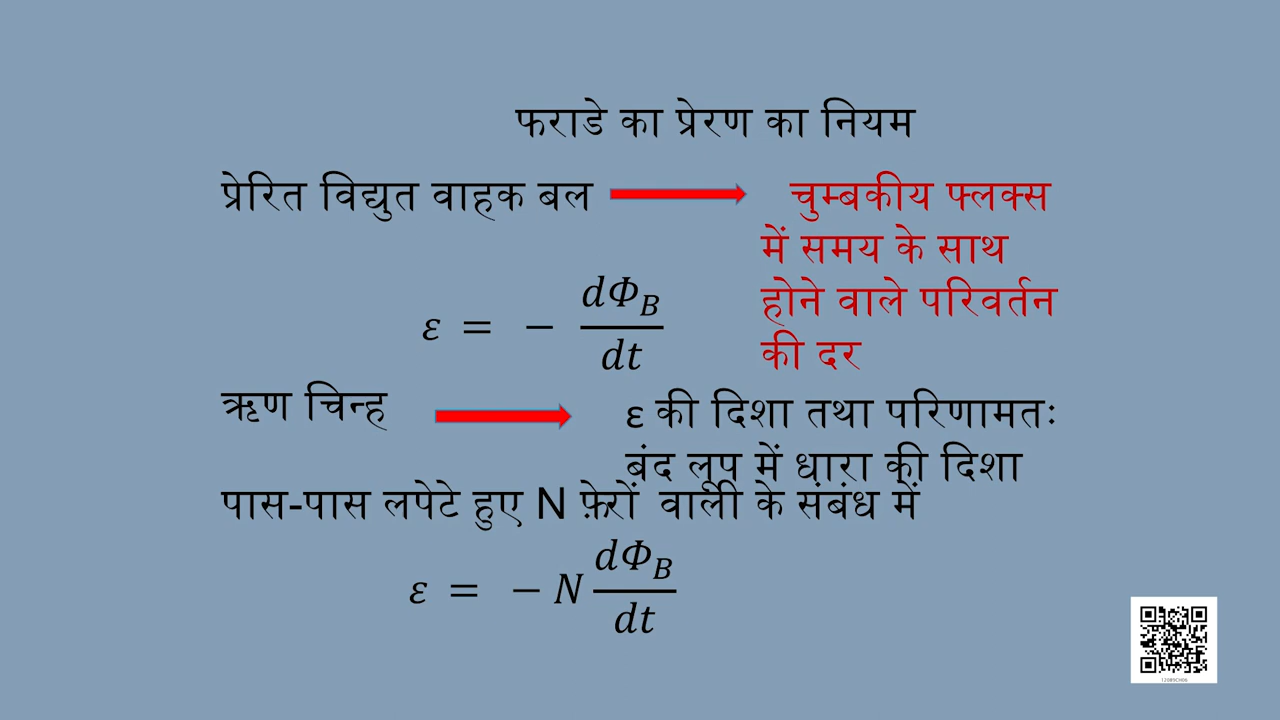 फराडे का प्रेरण का नियम
प्रेरित विद्युत वाहक बल
चुम्बकीय फ्लक्स
में समय के साथ
होने वाले परिवर्तन
की दर
ε = − dΦ_B/dt
ऋण चिन्ह
ε की दिशा तथा परिणामतः
बंद लूप में धारा की दिशा
पास-पास लपेटे हुए N फ़ेरों वाली के संबंध में
ε = −N dΦ_B/dt